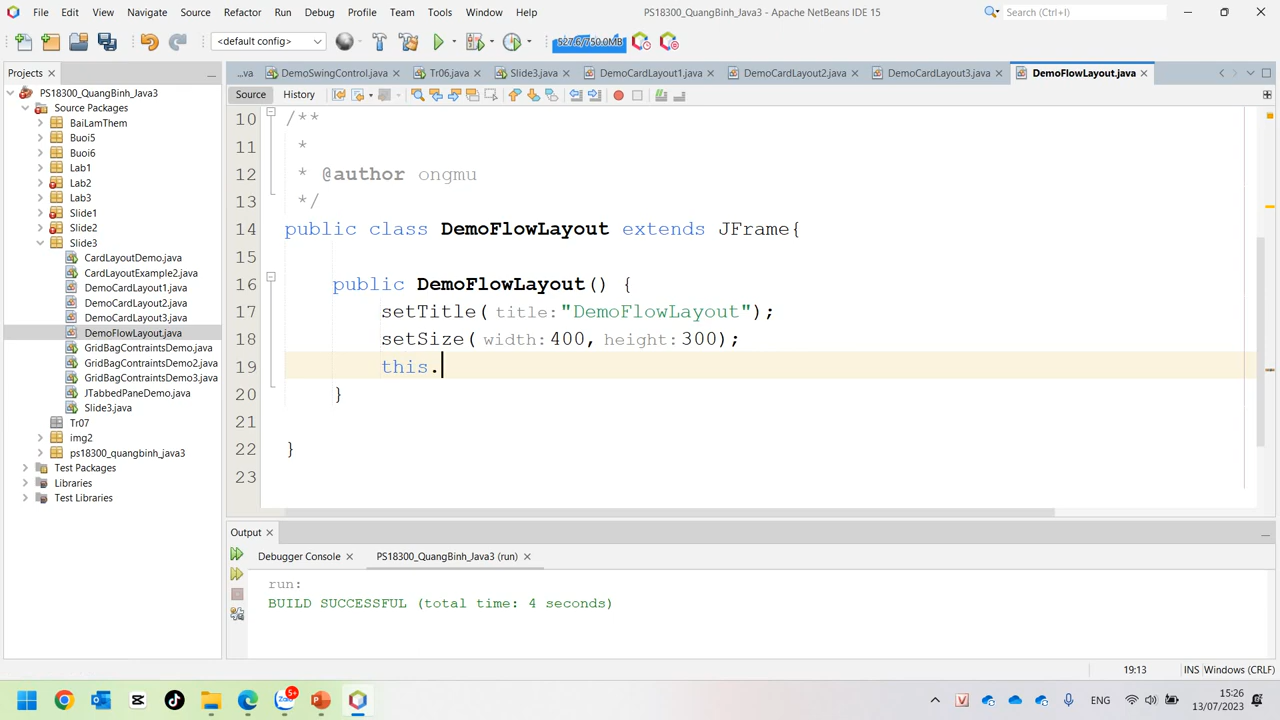 File Edit View Navigate Source Refactor Run Debug Profile Team Tools Window Help PS18300_QuangBinh_Java3 - Apache NetBeans IDE 15 Search (Ctrl+I)
<default config> 527.6/750.0MB
Projects ...va DemoSwingControl.java Tr06.java Slide3.java DemoCardLayout1.java DemoCardLayout2.java DemoCardLayout3.java DemoFlowLayout.java
Source History
PS18300_QuangBinh_Java3
Source Packages
BaiLamThem
Buoi5
Buoi6
Lab1
Lab2
Lab3
Slide1
Slide2
Slide3
CardLayoutDemo.java
CardLayoutExample2.java
DemoCardLayout1.java
DemoCardLayout2.java
DemoCardLayout3.java
DemoFlowLayout.java
GridBagContraintsDemo.java
GridBagContraintsDemo2.java
GridBagContraintsDemo3.java
JTabbedPaneDemo.java
Slide3.java
Tr07
img2
ps18300_quangbinh_java3
Test Packages
Libraries
Test Libraries
10 /**
11 *
12 * @author ongmu
13 */
14 public class DemoFlowLayout extends JFrame{
15
16 public DemoFlowLayout() {
17 setTitle(title:"DemoFlowLayout");
18 setSize(width:400, height:300);
19 this.
20 }
21
22 }
23
Output
Debugger Console PS18300_QuangBinh_Java3 (run)
run:
BUILD SUCCESSFUL (total time: 4 seconds)
19:13 INS Windows (CRLF)
5+ ENG 15:26
13/07/2023